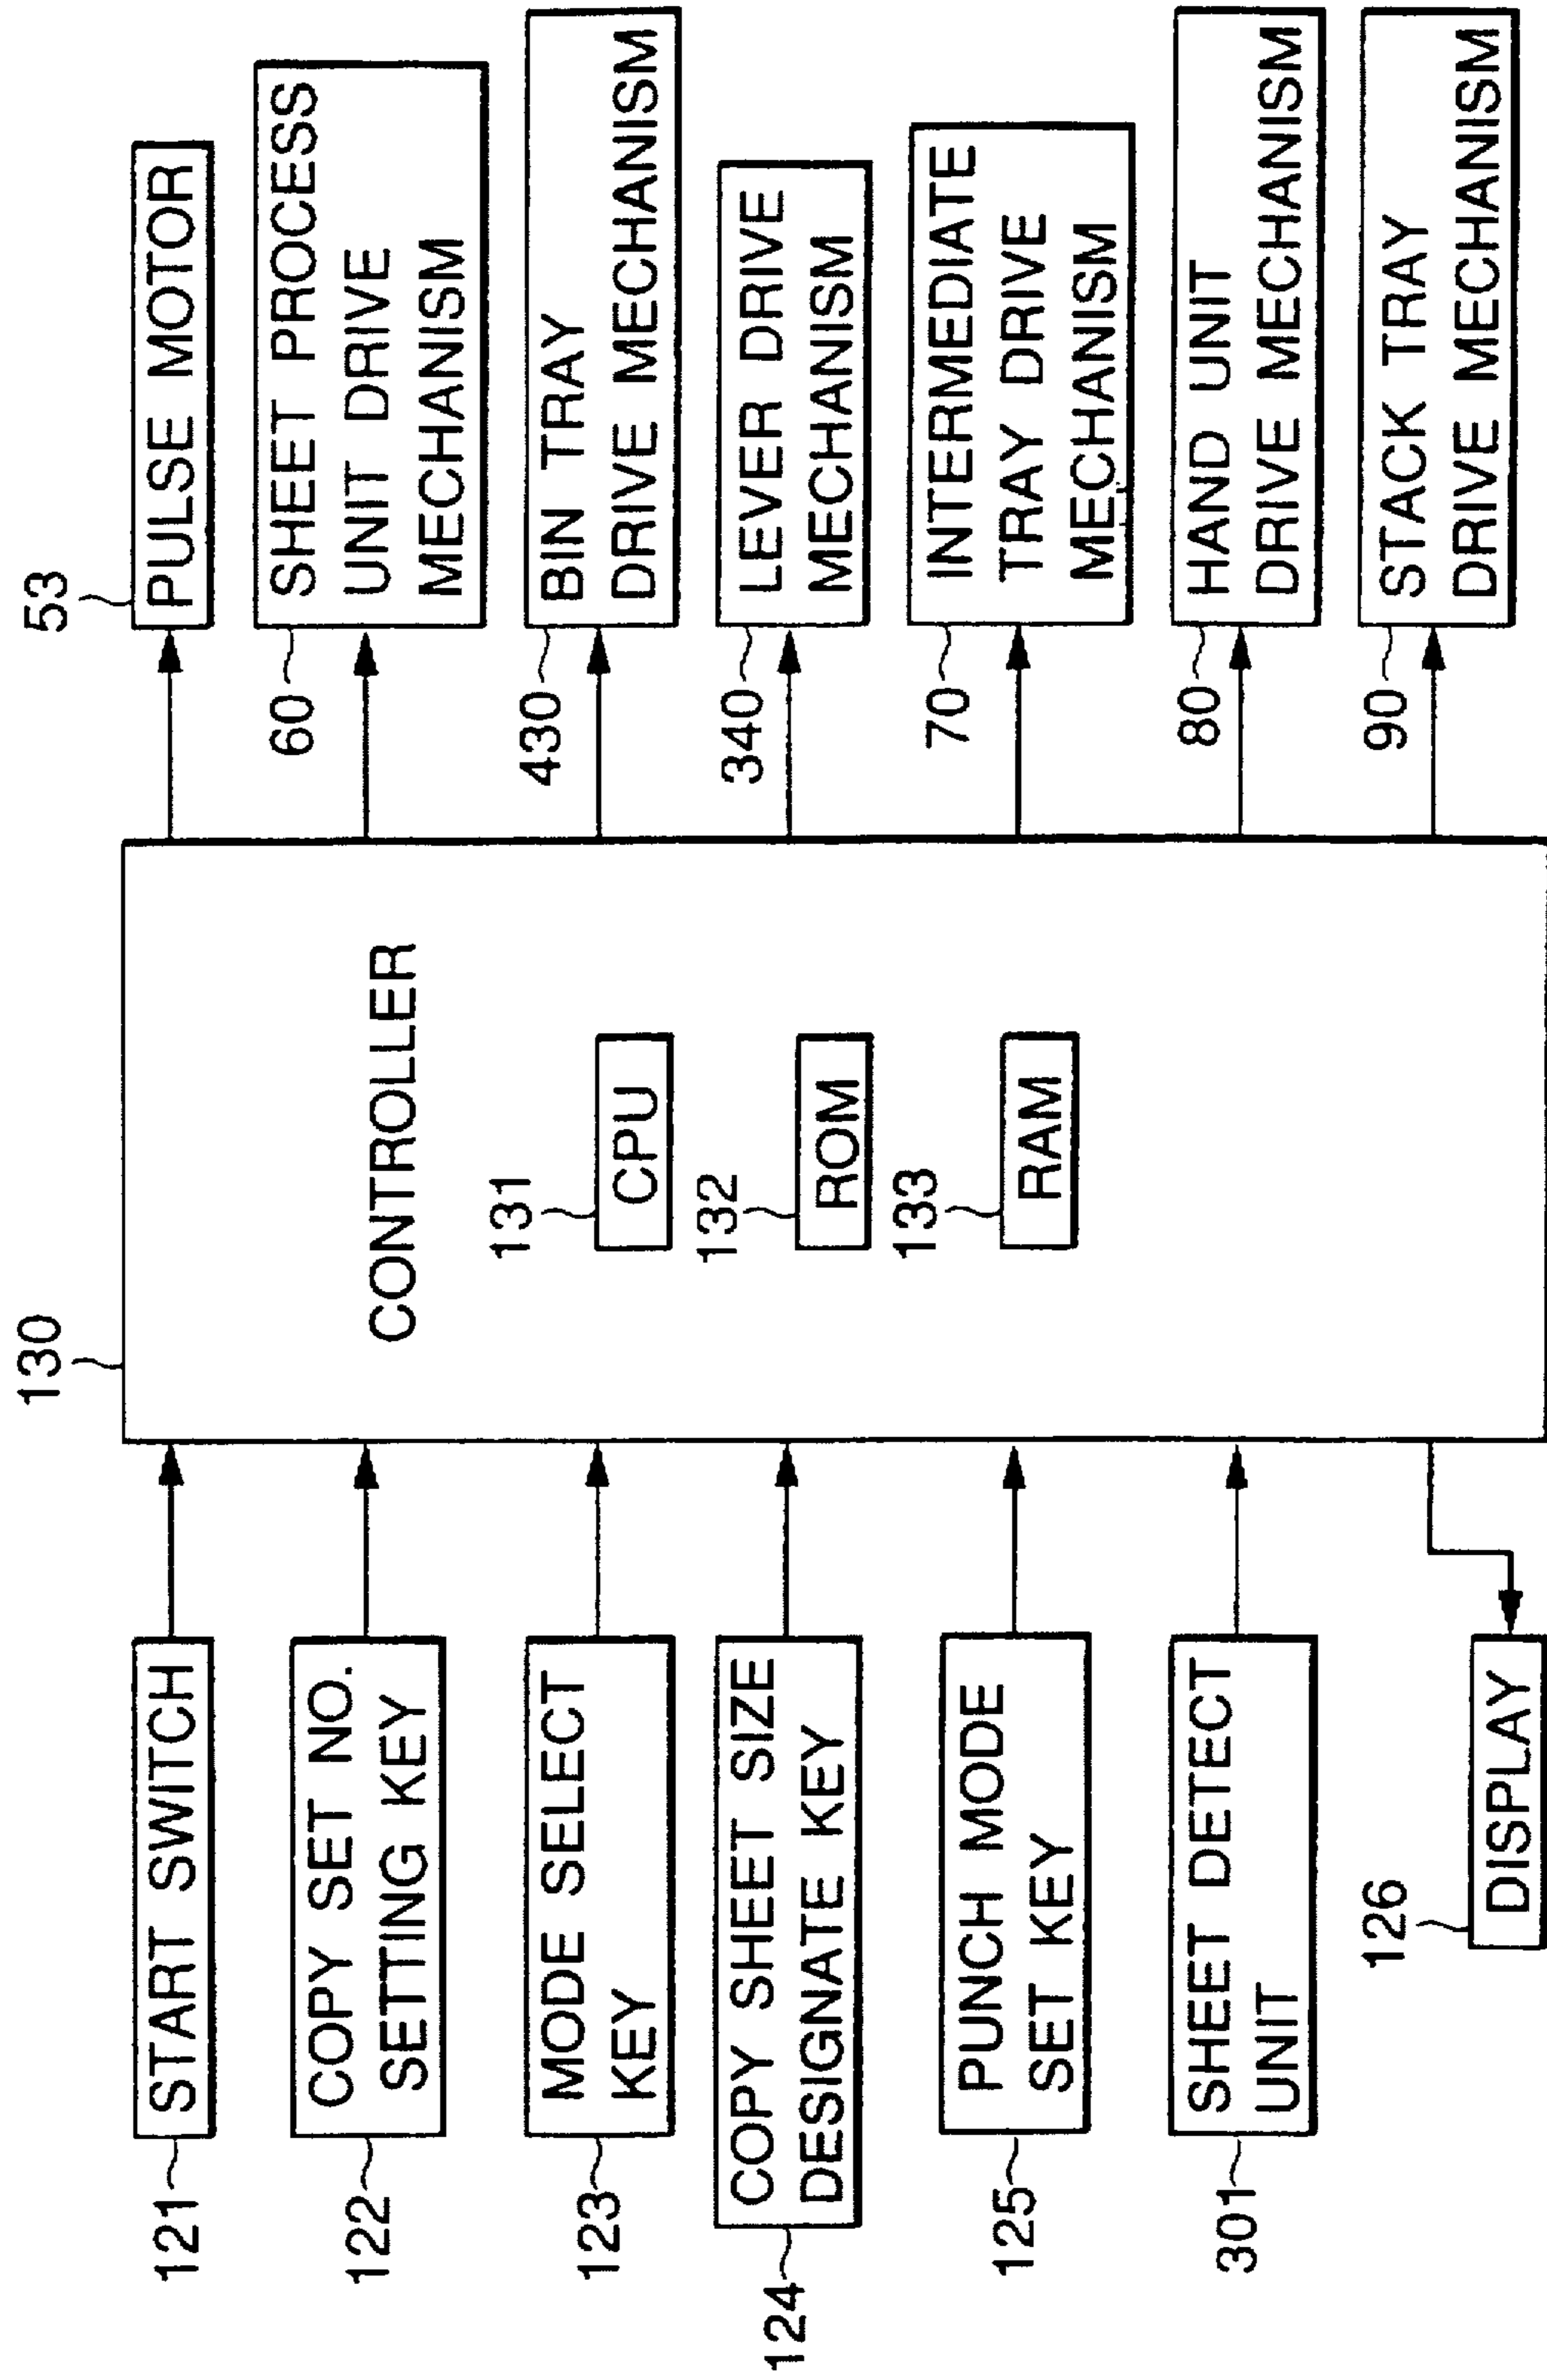 130
CONTROLLER
131
CPU
132
ROM
133
RAM
121
START SWITCH
122
COPY SET NO.
SETTING KEY
123
MODE SELECT
KEY
124
COPY SHEET SIZE
DESIGNATE KEY
125
PUNCH MODE
SET KEY
301
SHEET DETECT
UNIT
126
DISPLAY
53
PULSE MOTOR
60
SHEET PROCESS
UNIT DRIVE
MECHANISM
430
BIN TRAY
DRIVE MECHANISM
340
LEVER DRIVE
MECHANISM
70
INTERMEDIATE
TRAY DRIVE
MECHANISM
80
HAND UNIT
DRIVE MECHANISM
90
STACK TRAY
DRIVE MECHANISM